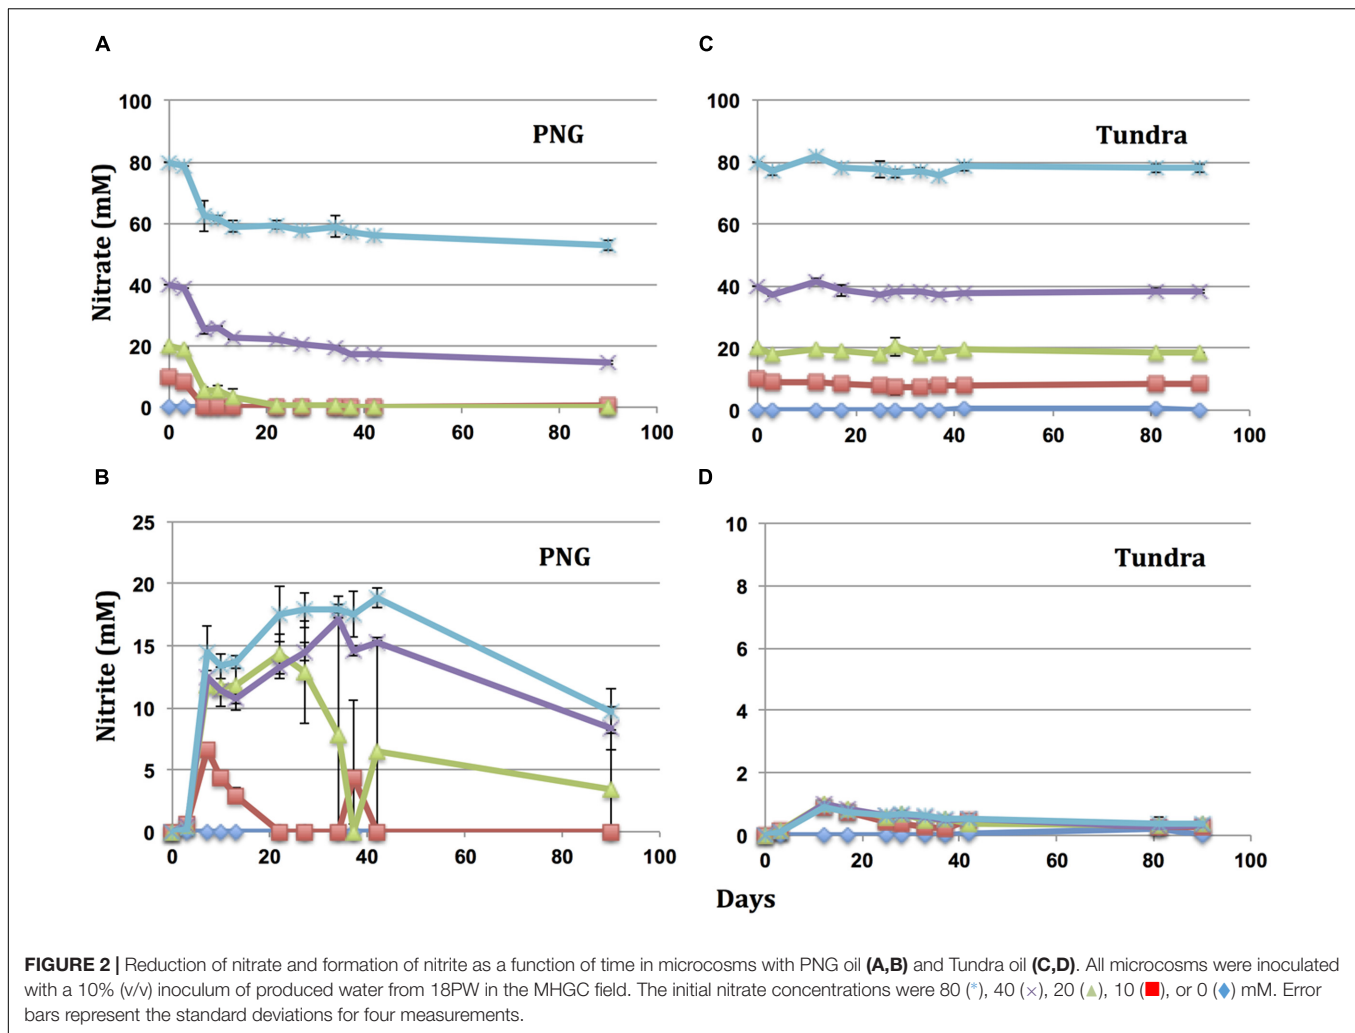 A
C
100
80
60
40
20
0
Nitrate (mM)
PNG
0 20 40 60 80 100
100
80
60
40
20
0
Tundra
0 20 40 60 80 100
B
D
25
20
15
10
5
0
Nitrite (mM)
PNG
0 20 40 60 80 100
10
8
6
4
2
0
Tundra
0 20 40 60 80 100
Days
FIGURE 2 | Reduction of nitrate and formation of nitrite as a function of time in microcosms with PNG oil (A,B) and Tundra oil (C,D). All microcosms were inoculated
with a 10% (v/v) inoculum of produced water from 18PW in the MHGC field. The initial nitrate concentrations were 80 (*), 40 (×), 20 (▲), 10 (■), or 0 (♦) mM. Error
bars represent the standard deviations for four measurements.